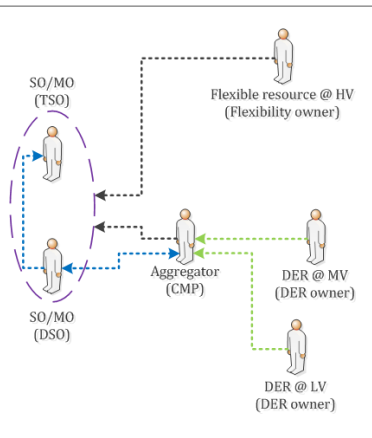 SO/MO
(TSO)
Flexible resource @ HV
(Flexibility owner)
Aggregator
(CMP)
DER @ MV
(DER owner)
SO/MO
(DSO)
DER @ LV
(DER owner)